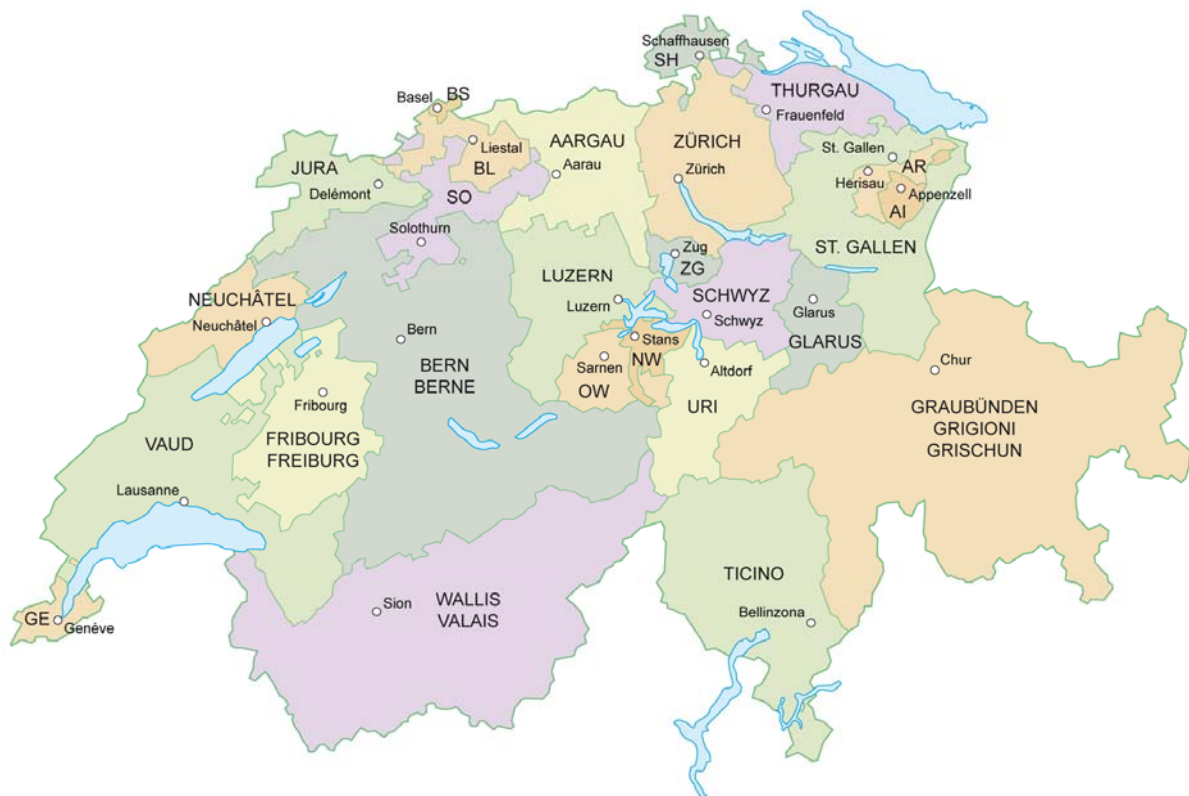 Schaffhausen
SH
THURGAU
Frauenfeld
BS
Basel
Liestal
BL
AARGAU
Aarau
ZÜRICH
Zürich
St. Gallen
AR
Herisau
Appenzell
AI
ST. GALLEN
JURA
Delémont
SO
Solothurn
Zug
ZG
LUZERN
Luzern
SCHWYZ
Schwyz
Glarus
GLARUS
NEUCHÂTEL
Neuchâtel
Bern
BERN
BERNE
Stans
NW
Sarnen
OW
Altdorf
URI
Chur
GRAUBÜNDEN
GRIGIONI
GRISCHUN
Fribourg
FRIBOURG
FREIBURG
VAUD
Lausanne
TICINO
Bellinzona
Sion
WALLIS
VALAIS
GE
Genève